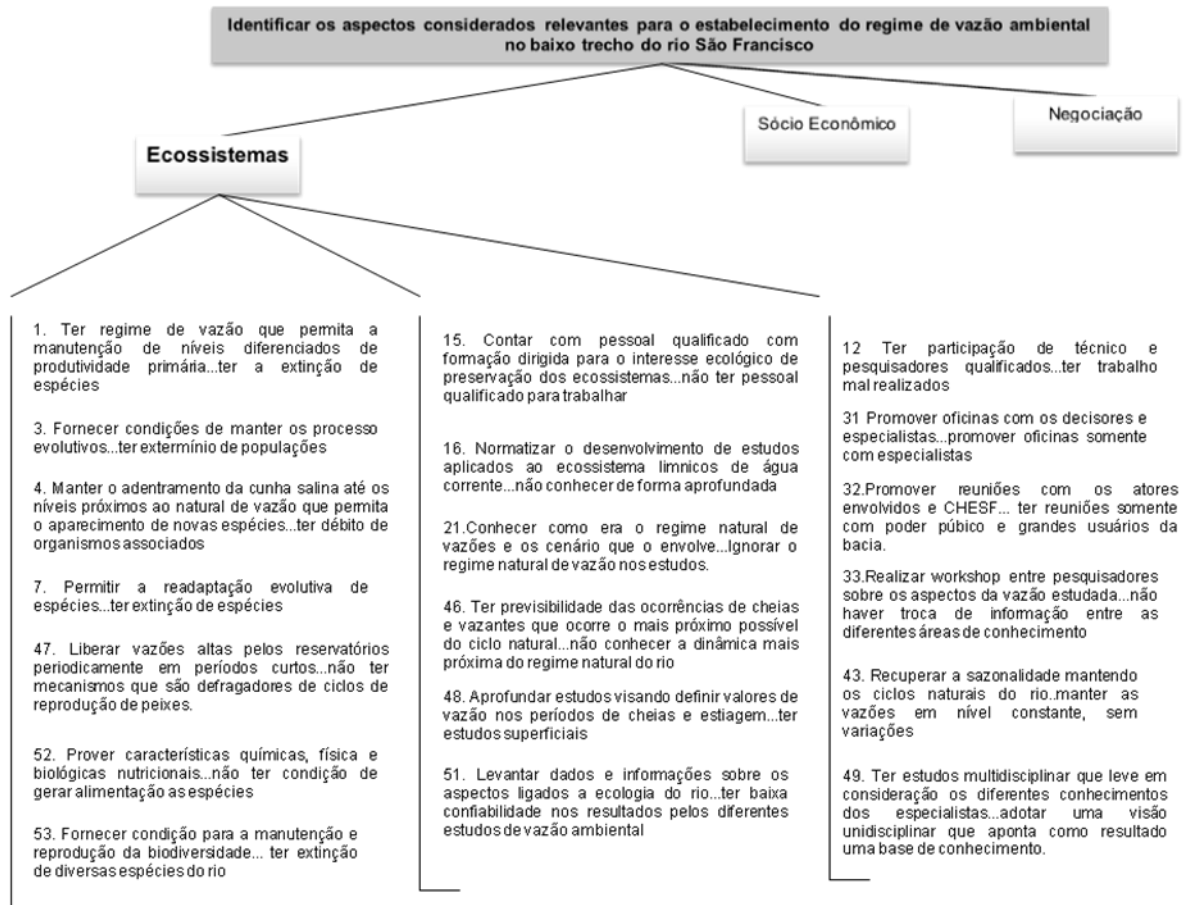 Identificar os aspectos considerados relevantes para o estabelecimento do regime de vazão ambiental
no baixo trecho do rio São Francisco
Ecossistemas
Sócio Econômico
Negociação
1. Ter regime de vazão que permita a
manutenção de níveis diferenciados de
produtividade primária...ter a extinção de
espécies
3. Fornecer condições de manter os processo
evolutivos...ter extermínio de populações
4. Manter o adentramento da cunha salina até os
níveis próximos ao natural de vazão que permita
o aparecimento de novas espécies...ter débito de
organismos associados
7. Permitir a readaptação evolutiva de
espécies...ter extinção de espécies
47. Liberar vazões altas pelos reservatórios
periodicamente em períodos curtos...não ter
mecanismos que são defragadores de ciclos de
reprodução de peixes.
52. Prover características químicas, física e
biológicas nutricionais...não ter condição de
gerar alimentação as espécies
53. Fornecer condição para a manutenção e
reprodução da biodiversidade... ter extinção
de diversas espécies do rio
15. Contar com pessoal qualificado com
formação dirigida para o interesse ecológico de
preservação dos ecossistemas...não ter pessoal
qualificado para trabalhar
16. Normatizar o desenvolvimento de estudos
aplicados ao ecossistema limnicos de água
corrente...não conhecer de forma aprofundada
21.Conhecer como era o regime natural de
vazões e os cenário que o envolve...Ignorar o
regime natural de vazão nos estudos.
46. Ter previsibilidade das ocorrências de cheias
e vazantes que ocorre o mais próximo possível
do ciclo natural...não conhecer a dinâmica mais
próxima do regime natural do rio
48. Aprofundar estudos visando definir valores de
vazão nos períodos de cheias e estiagem...ter
estudos superficiais
51. Levantar dados e informações sobre os
aspectos ligados a ecologia do rio...ter baixa
confiabilidade nos resultados pelos diferentes
estudos de vazão ambiental
12 Ter participação de técnico e
pesquisadores qualificados...ter trabalho
mal realizados
31 Promover oficinas com os decisores e
especialistas...promover oficinas somente
com especialistas
32.Promover reuniões com os atores
envolvidos e CHESF... ter reuniões somente
com poder púbico e grandes usuários da
bacia.
33.Realizar workshop entre pesquisadores
sobre os aspectos da vazão estudada...não
haver troca de informação entre as
diferentes áreas de conhecimento
43. Recuperar a sazonalidade mantendo
os ciclos naturais do rio..manter as
vazões em nível constante, sem
variações
49. Ter estudos multidisciplinar que leve em
consideração os diferentes conhecimentos
dos especialistas...adotar uma visão
unidisciplinar que aponta como resultado
uma base de conhecimento.